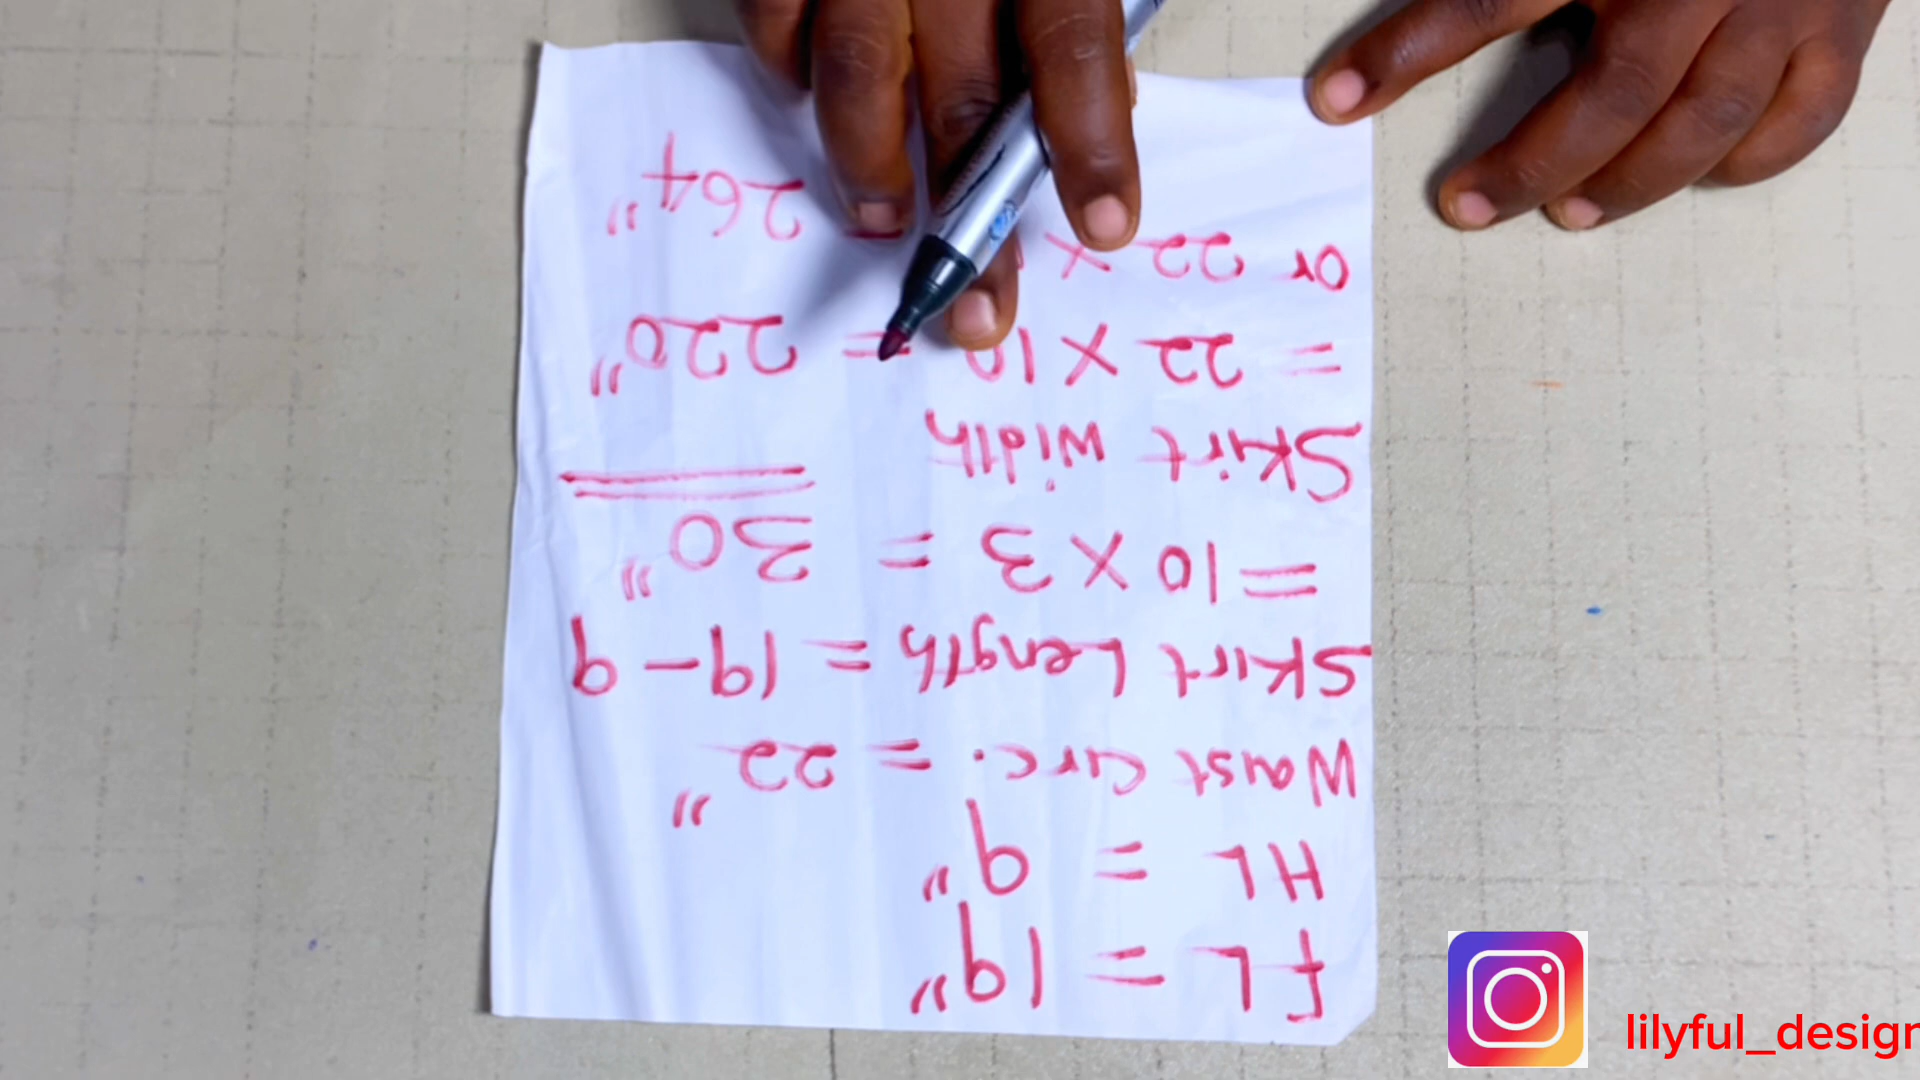 FL = 19"
HL = 9"
Waist circ. = 22"
Skirt Length = 19 - 9
= 10 x 3 = 30"
Skirt Width
= 22 x 10 = 220"
Or 22 x 264"
lilyful_design